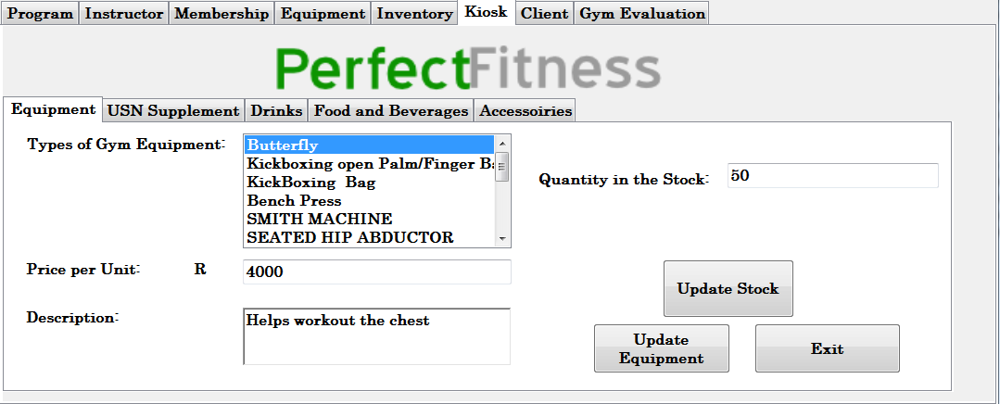 Program Instructor Membership Equipment Inventory Kiosk Client Gym Evaluation
PerfectFitness
Equipment USN Supplement Drinks Food and Beverages Accessoiries
Types of Gym Equipment:
Butterfly
Kickboxing open Palm/Finger Ba
KickBoxing Bag
Bench Press
SMITH MACHINE
SEATED HIP ABDUCTOR
Quantity in the Stock: 50
Price per Unit: R 4000
Update Stock
Description: Helps workout the chest
Update
Equipment
Exit